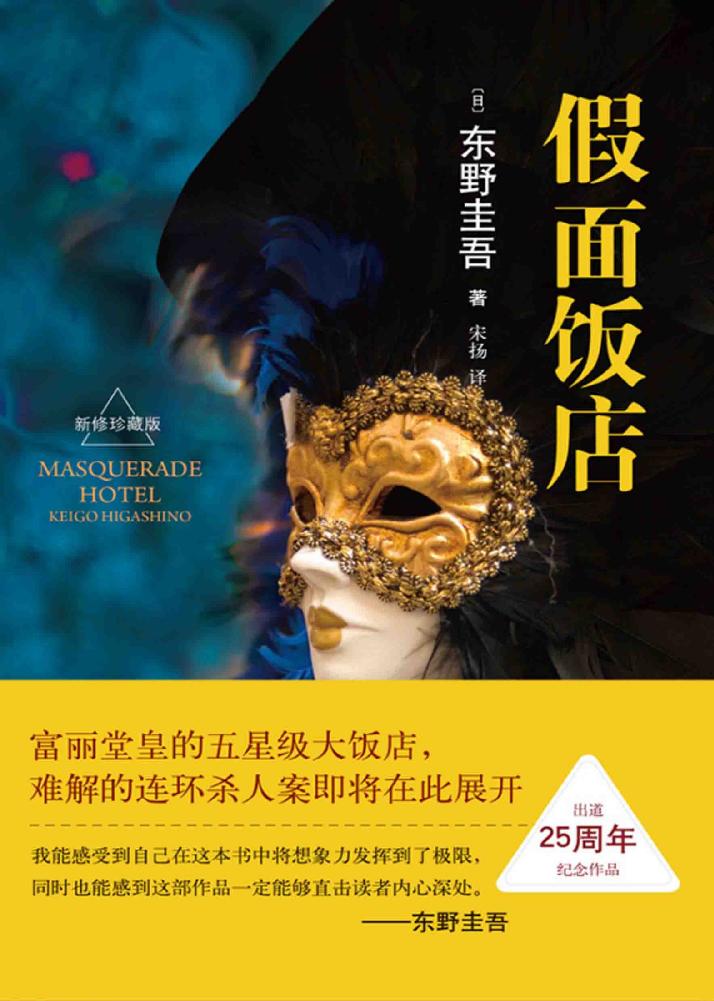 假面饭店
〔日〕东野圭吾 著
宋扬 译
新修珍藏版
MASQUERADE
HOTEL
KEIGO HIGASHINO
富丽堂皇的五星级大饭店,
难解的连环杀人案即将在此展开
出道
25周年
纪念作品
我能感受到自己在这本书中将想象力发挥到了极限,
同时也能感到这部作品一定能够直击读者内心深处。
——东野圭吾